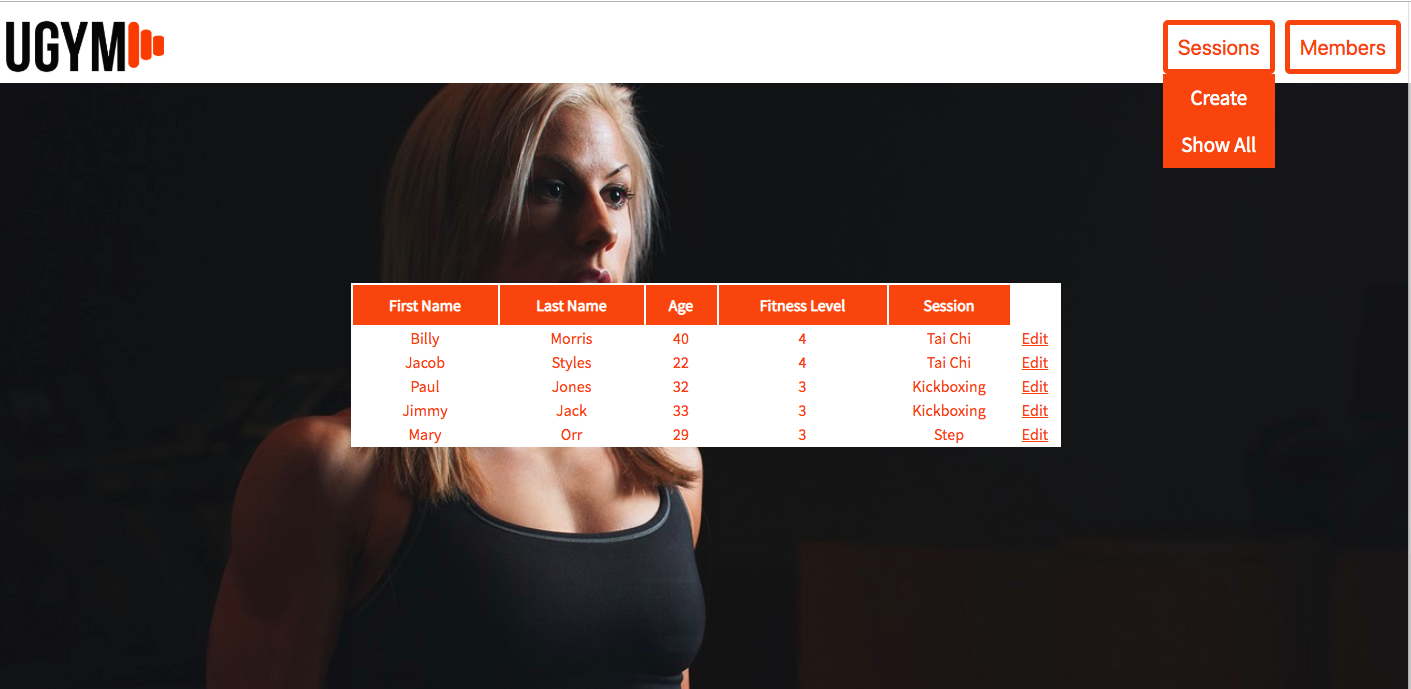 UGYM
Sessions Members
Create
Show All
First Name Last Name Age Fitness Level Session
Billy Morris 40 4 Tai Chi Edit
Jacob Styles 22 4 Tai Chi Edit
Paul Jones 32 3 Kickboxing Edit
Jimmy Jack 33 3 Kickboxing Edit
Mary Orr 29 3 Step Edit